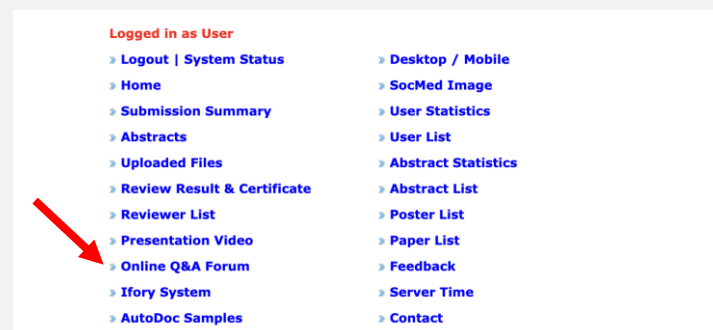 Logged in as User
» Logout | System Status
» Home
» Submission Summary
» Abstracts
» Uploaded Files
» Review Result & Certificate
» Reviewer List
» Presentation Video
» Online Q&A Forum
» Ifory System
» AutoDoc Samples
» Desktop / Mobile
» SocMed Image
» User Statistics
» User List
» Abstract Statistics
» Abstract List
» Poster List
» Paper List
» Feedback
» Server Time
» Contact